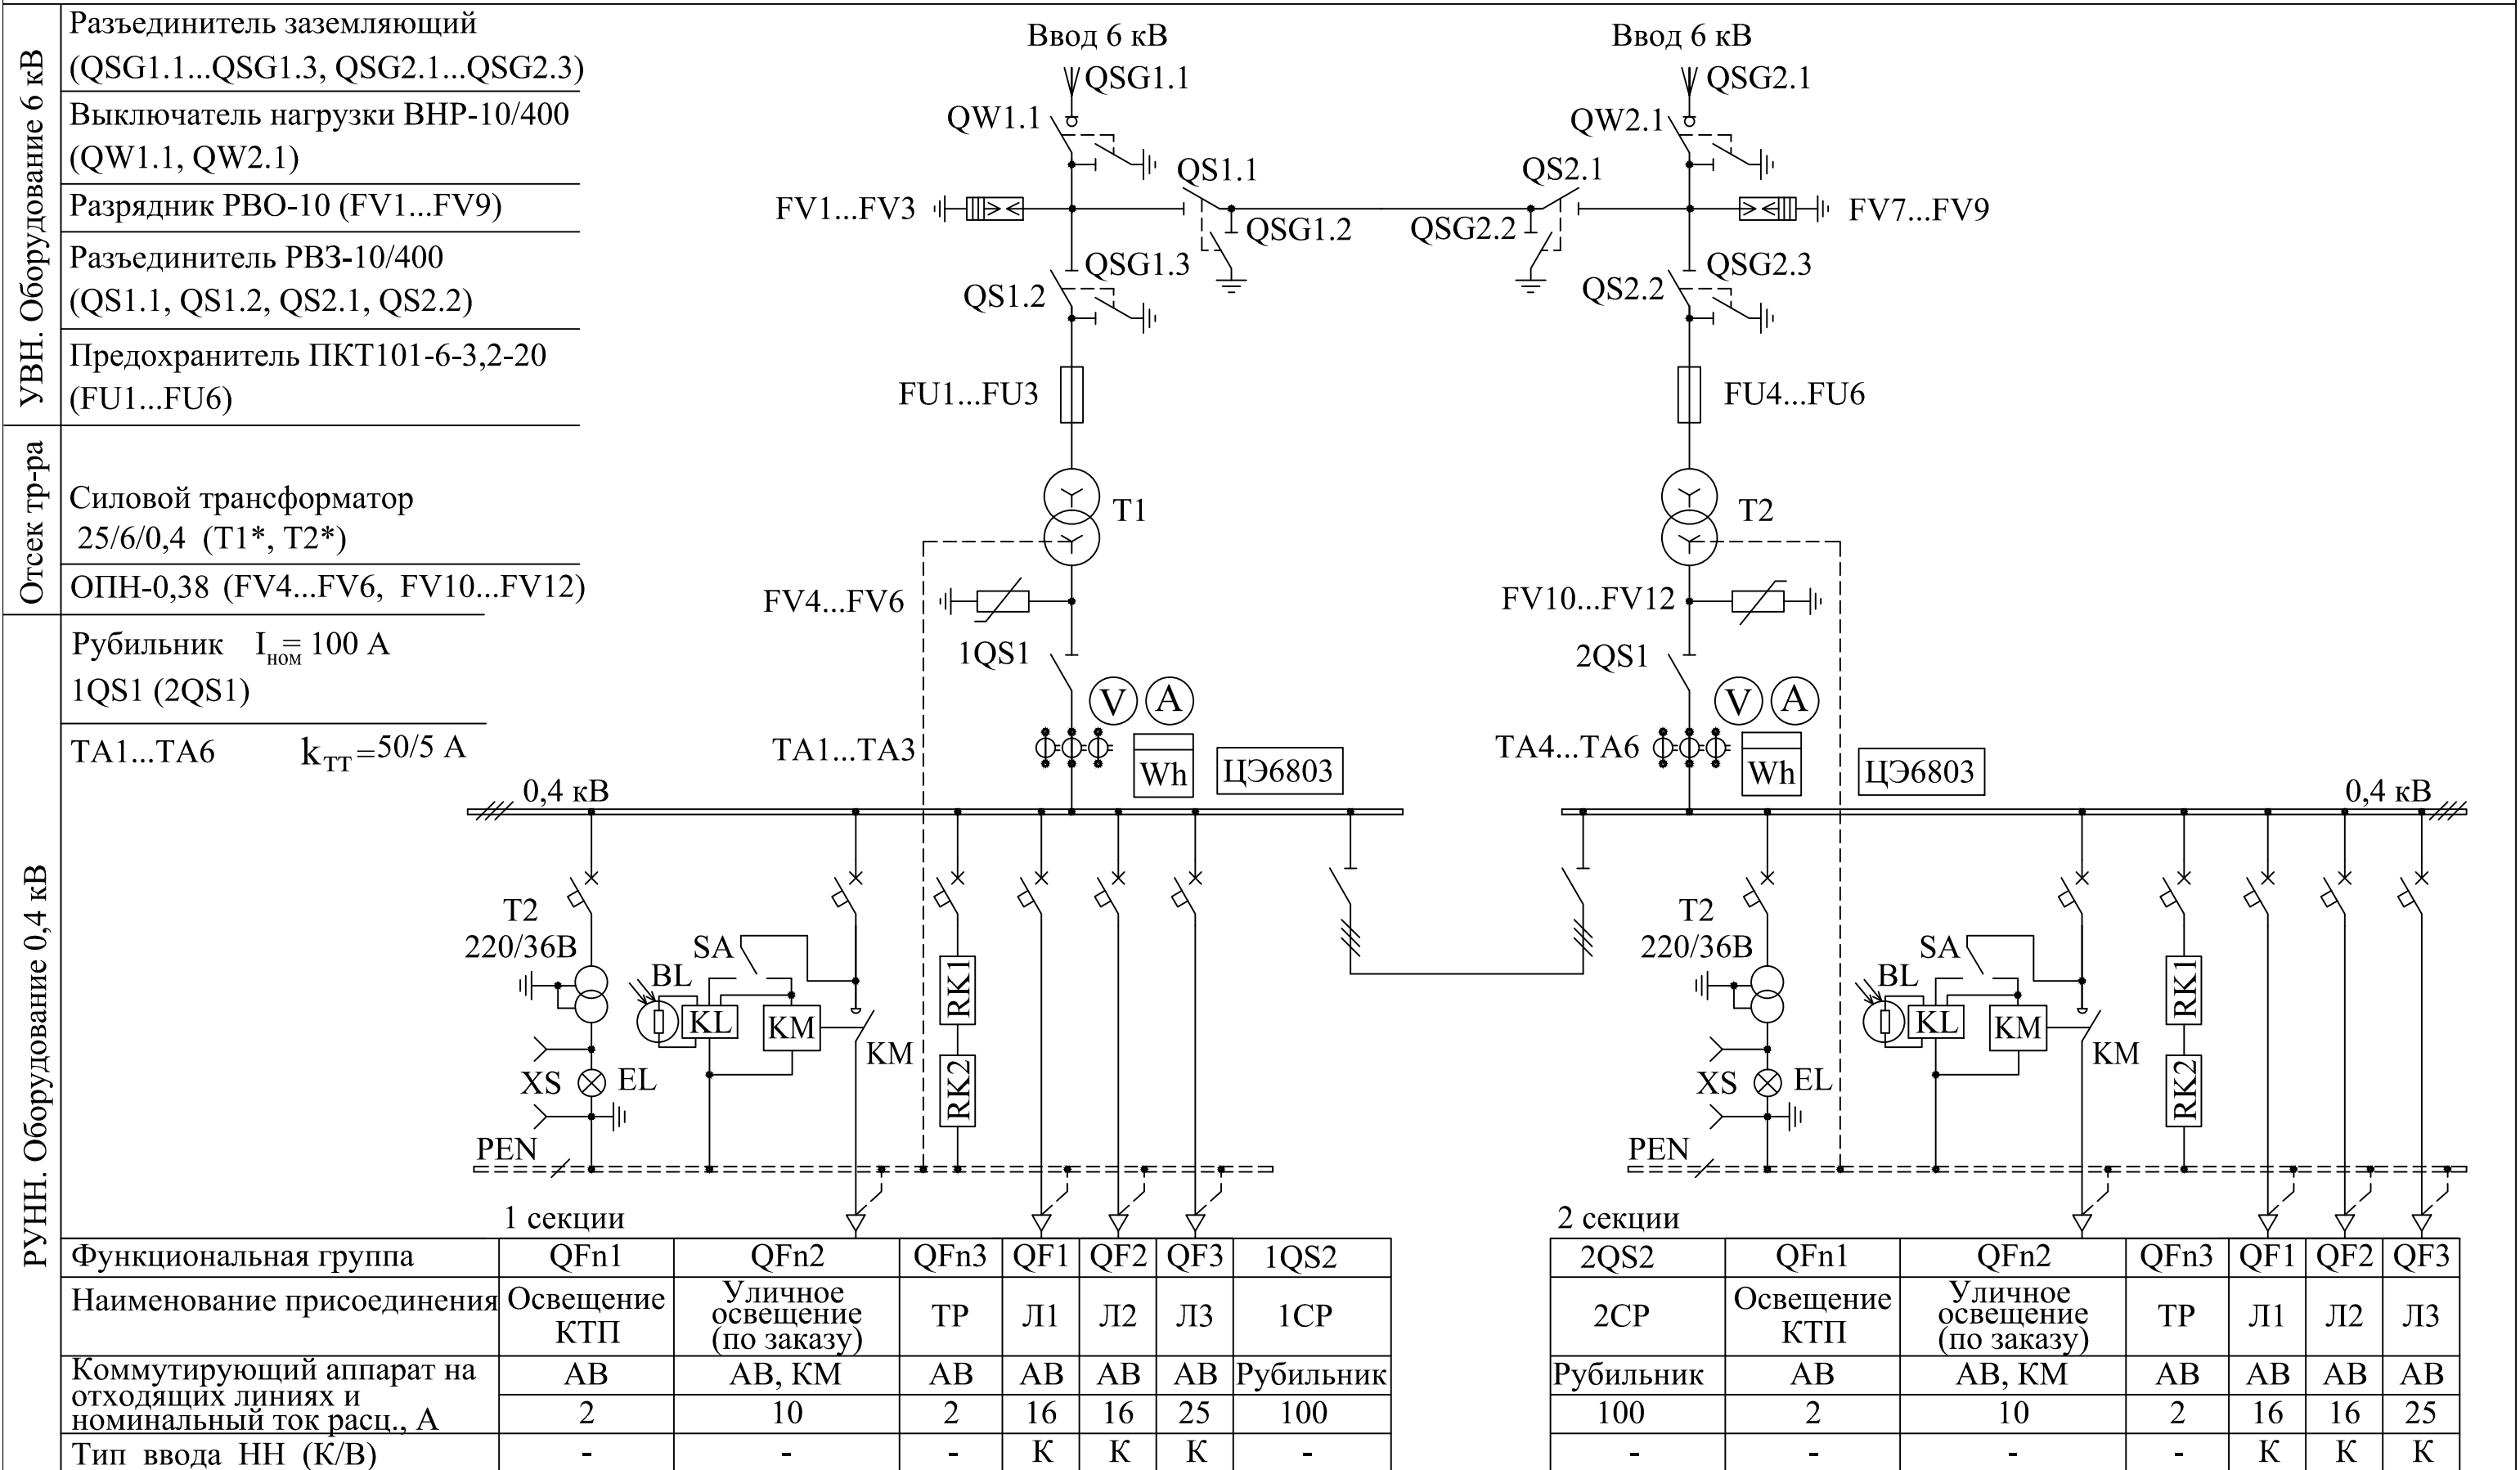 УВН. Оборудование 6 кВ
Разъединитель заземляющий
(QSG1.1...QSG1.3, QSG2.1...QSG2.3)
Выключатель нагрузки ВНР-10/400
(QW1.1, QW2.1)
Разрядник РВО-10 (FV1...FV9)
Разъединитель РВЗ-10/400
(QS1.1, QS1.2, QS2.1, QS2.2)
Предохранитель ПКТ101-6-3,2-20
(FU1...FU6)
Отсек тр-ра
Силовой трансформатор
25/6/0,4 (Т1*, Т2*)
ОПН-0,38 (FV4...FV6, FV10...FV12)
РУНН. Оборудование 0,4 кВ
Рубильник Iном= 100 А
1QS1 (2QS1)
ТА1...ТА6 kТТ=50/5 А
Ввод 6 кВ
QSG1.1
QW1.1
QS1.1
FV1...FV3
QSG1.2
QSG1.3
QS1.2
FU1...FU3
Т1
FV4...FV6
1QS1
V
A
ТА1...ТА3
Wh
ЦЭ6803
0,4 кВ
Ввод 6 кВ
QSG2.1
QW2.1
QS2.1
FV7...FV9
QSG2.2
QSG2.3
QS2.2
FU4...FU6
Т2
FV10...FV12
2QS1
V
A
ТА4...ТА6
Wh
ЦЭ6803
0,4 кВ
Т2
220/36В
SA
BL
KL
KM
KM
RK1
RK2
XS
EL
PEN
1 секции
Т2
220/36В
SA
BL
KL
KM
KM
RK1
RK2
XS
EL
PEN
2 секции
Функциональная группа QFn1 QFn2 QFn3 QF1 QF2 QF3 1QS2 2QS2 QFn1 QFn2 QFn3 QF1 QF2 QF3
Наименование присоединения Освещение КТП Уличное освещение (по заказу) ТР Л1 Л2 Л3 1СР 2СР Освещение КТП Уличное освещение (по заказу) ТР Л1 Л2 Л3
Коммутирующий аппарат на АВ АВ, КМ АВ АВ АВ АВ Рубильник Рубильник АВ АВ, КМ АВ АВ АВ АВ
отходящих линиях и
номинальный ток расц., А 2 10 2 16 16 25 100 100 2 10 2 16 16 25
Тип ввода НН (К/В) - - - К К К - - - - - К К К